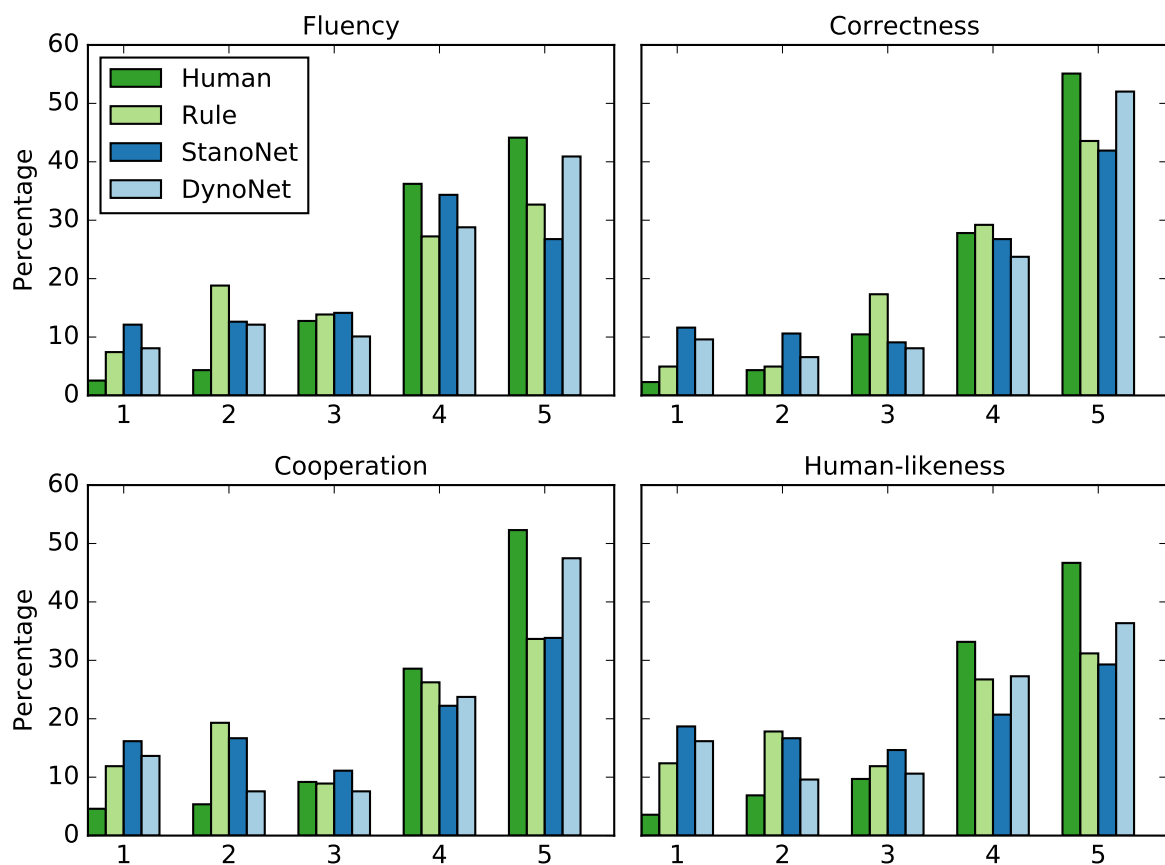 Fluency
Correctness
60
50
40
30
20
10
0
Percentage
Human
Rule
StanoNet
DynoNet
1 2 3 4 5
1 2 3 4 5
Cooperation
Human-likeness
60
50
40
30
20
10
0
Percentage
1 2 3 4 5
1 2 3 4 5